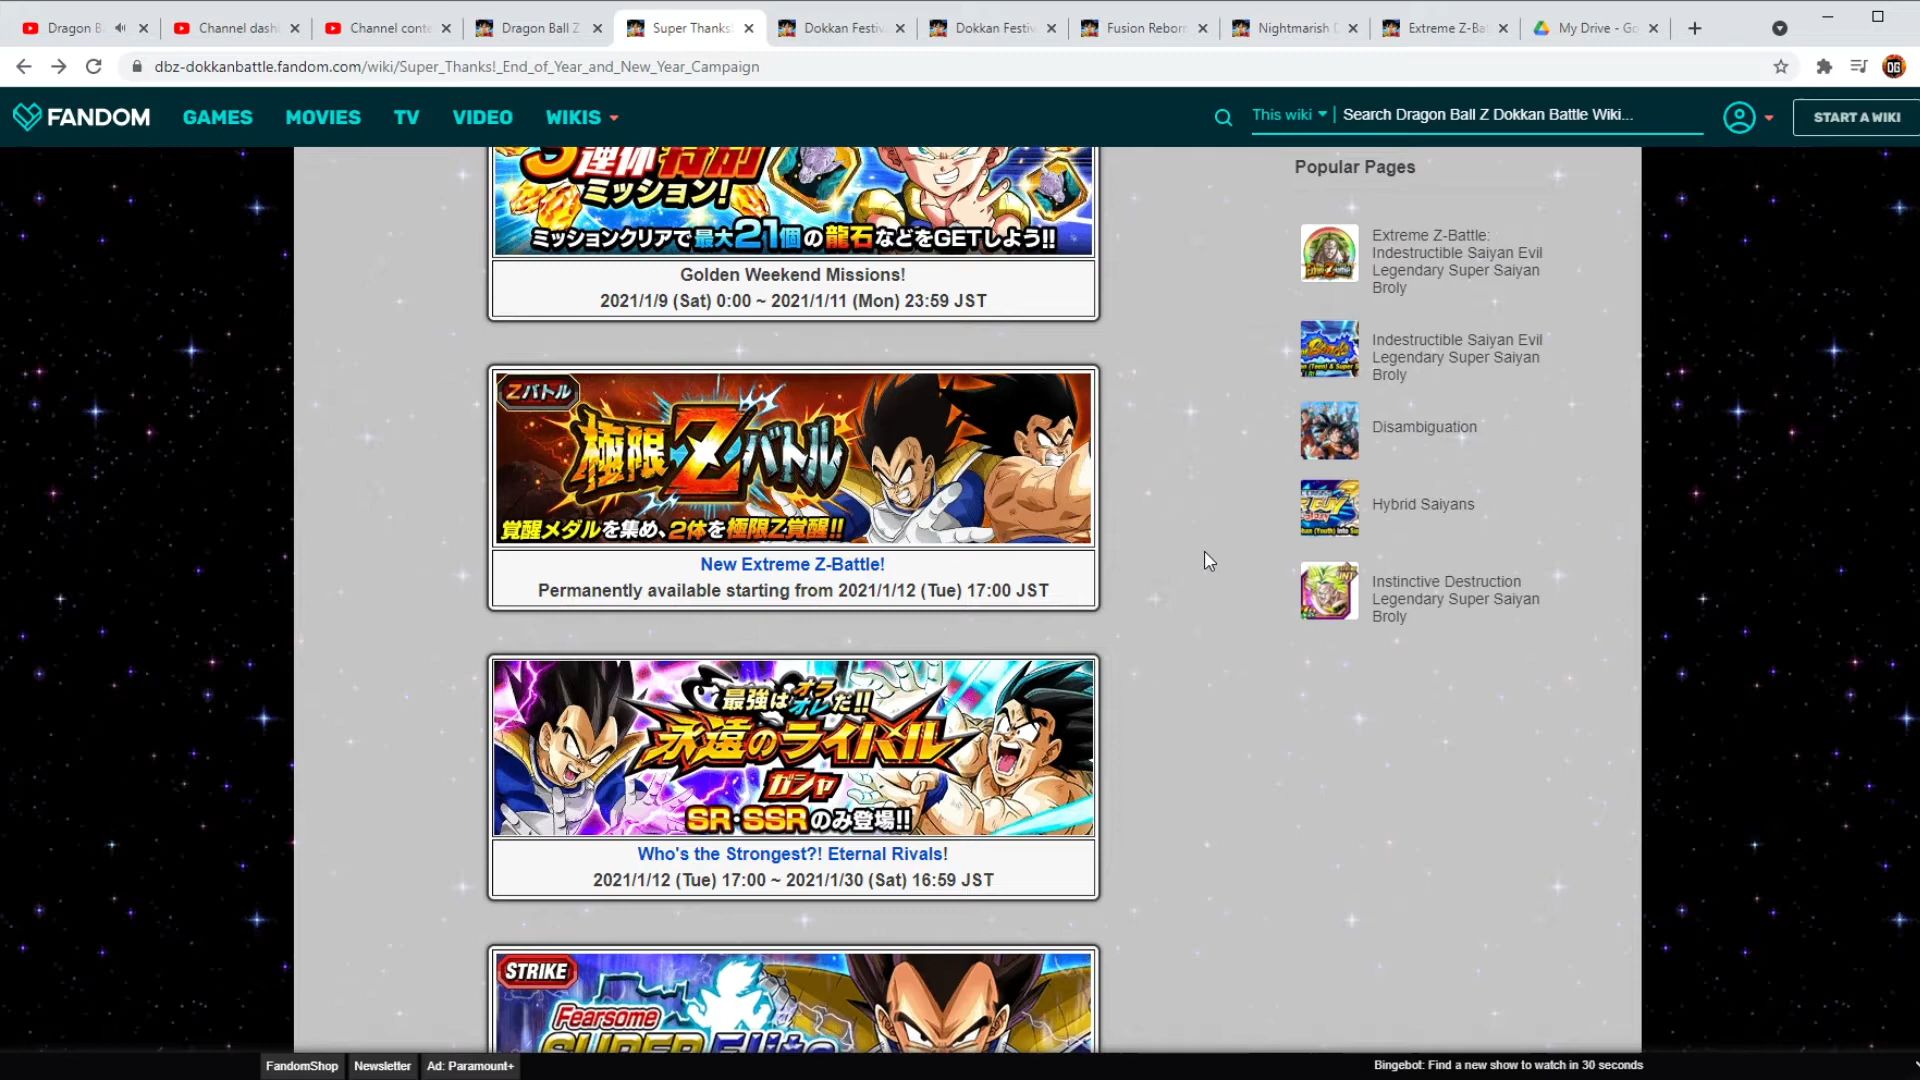 Dragon B
Channel dash
Channel conte
Dragon Ball Z
Super Thanks!
Dokkan Festiv
Dokkan Festiv
Fusion Reborn
Nightmarish D
Extreme Z-Bat
My Drive - Go
dbz-dokkanbattle.fandom.com/wiki/Super_Thanks!_End_of_Year_and_New_Year_Campaign
DG
FANDOM
GAMES
MOVIES
TV
VIDEO
WIKIS
This wiki
Search Dragon Ball Z Dokkan Battle Wiki...
START A WIKI
3連休特別
ミッション!
ミッションクリアで最大21個の龍石などをGETしよう!!
Golden Weekend Missions!
2021/1/9 (Sat) 0:00 ~ 2021/1/11 (Mon) 23:59 JST
Zバトル
極限Zバトル
覚醒メダルを集め、2体を極限Z覚醒!!
New Extreme Z-Battle!
Permanently available starting from 2021/1/12 (Tue) 17:00 JST
最強はオラオレだ!!
永遠のライバル
ガシャ
SR・SSRのみ登場!!
Who's the Strongest?! Eternal Rivals!
2021/1/12 (Tue) 17:00 ~ 2021/1/30 (Sat) 16:59 JST
STRIKE
Fearsome
SUPER Elite
Popular Pages
Extreme Z-Battle:
Indestructible Saiyan Evil
Legendary Super Saiyan
Broly
Indestructible Saiyan Evil
Legendary Super Saiyan
Broly
Disambiguation
Hybrid Saiyans
Instinctive Destruction
Legendary Super Saiyan
Broly
FandomShop
Newsletter
Ad: Paramount+
Bingebot: Find a new show to watch in 30 seconds